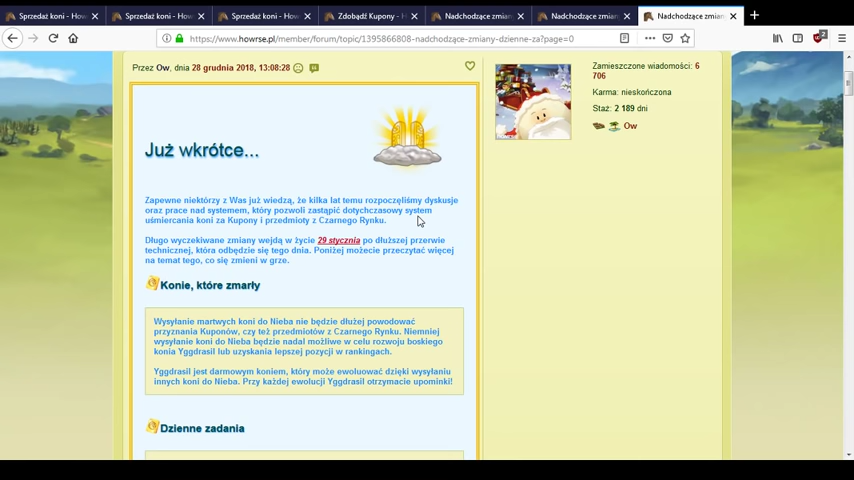 Sprzedaż koni - How
Sprzedaż koni - How
Sprzedaż koni - How
Zdobądź Kupony - H
Nadchodzące zmian
Nadchodzące zmian
Nadchodzące zmian
https://www.howrse.pl/member/forum/topic/1395866808-nadchodzące-zmiany-dzienne-za?page=0
Przez Ow, dnia 28 grudnia 2018, 13:08:28
Już wkrótce...
Zapewne niektórzy z Was już wiedzą, że kilka lat temu rozpoczęliśmy dyskusje
oraz prace nad systemem, który pozwoli zastąpić dotychczasowy system
uśmiercania koni za Kupony i przedmioty z Czarnego Rynku.
Długo wyczekiwane zmiany wejdą w życie 29 stycznia po dłuższej przerwie
technicznej, która odbędzie się tego dnia. Poniżej możecie przeczytać więcej
na temat tego, co się zmieni w grze.
Konie, które zmarły
Wysyłanie martwych koni do Nieba nie będzie dłużej powodować
przyznania Kuponów, czy też przedmiotów z Czarnego Rynku. Niemniej
wysyłanie koni do Nieba będzie nadal możliwe w celu rozwoju boskiego
konia Yggdrasil lub uzyskania lepszej pozycji w rankingach.
Yggdrasil jest darmowym koniem, który może ewoluować dzięki wysyłaniu
innych koni do Nieba. Przy każdej ewolucji Yggdrasil otrzymacie upominki!
Dzienne zadania
Zamieszczone wiadomości: 6
706
Karma: nieskończona
Staż: 2 189 dni
Ow